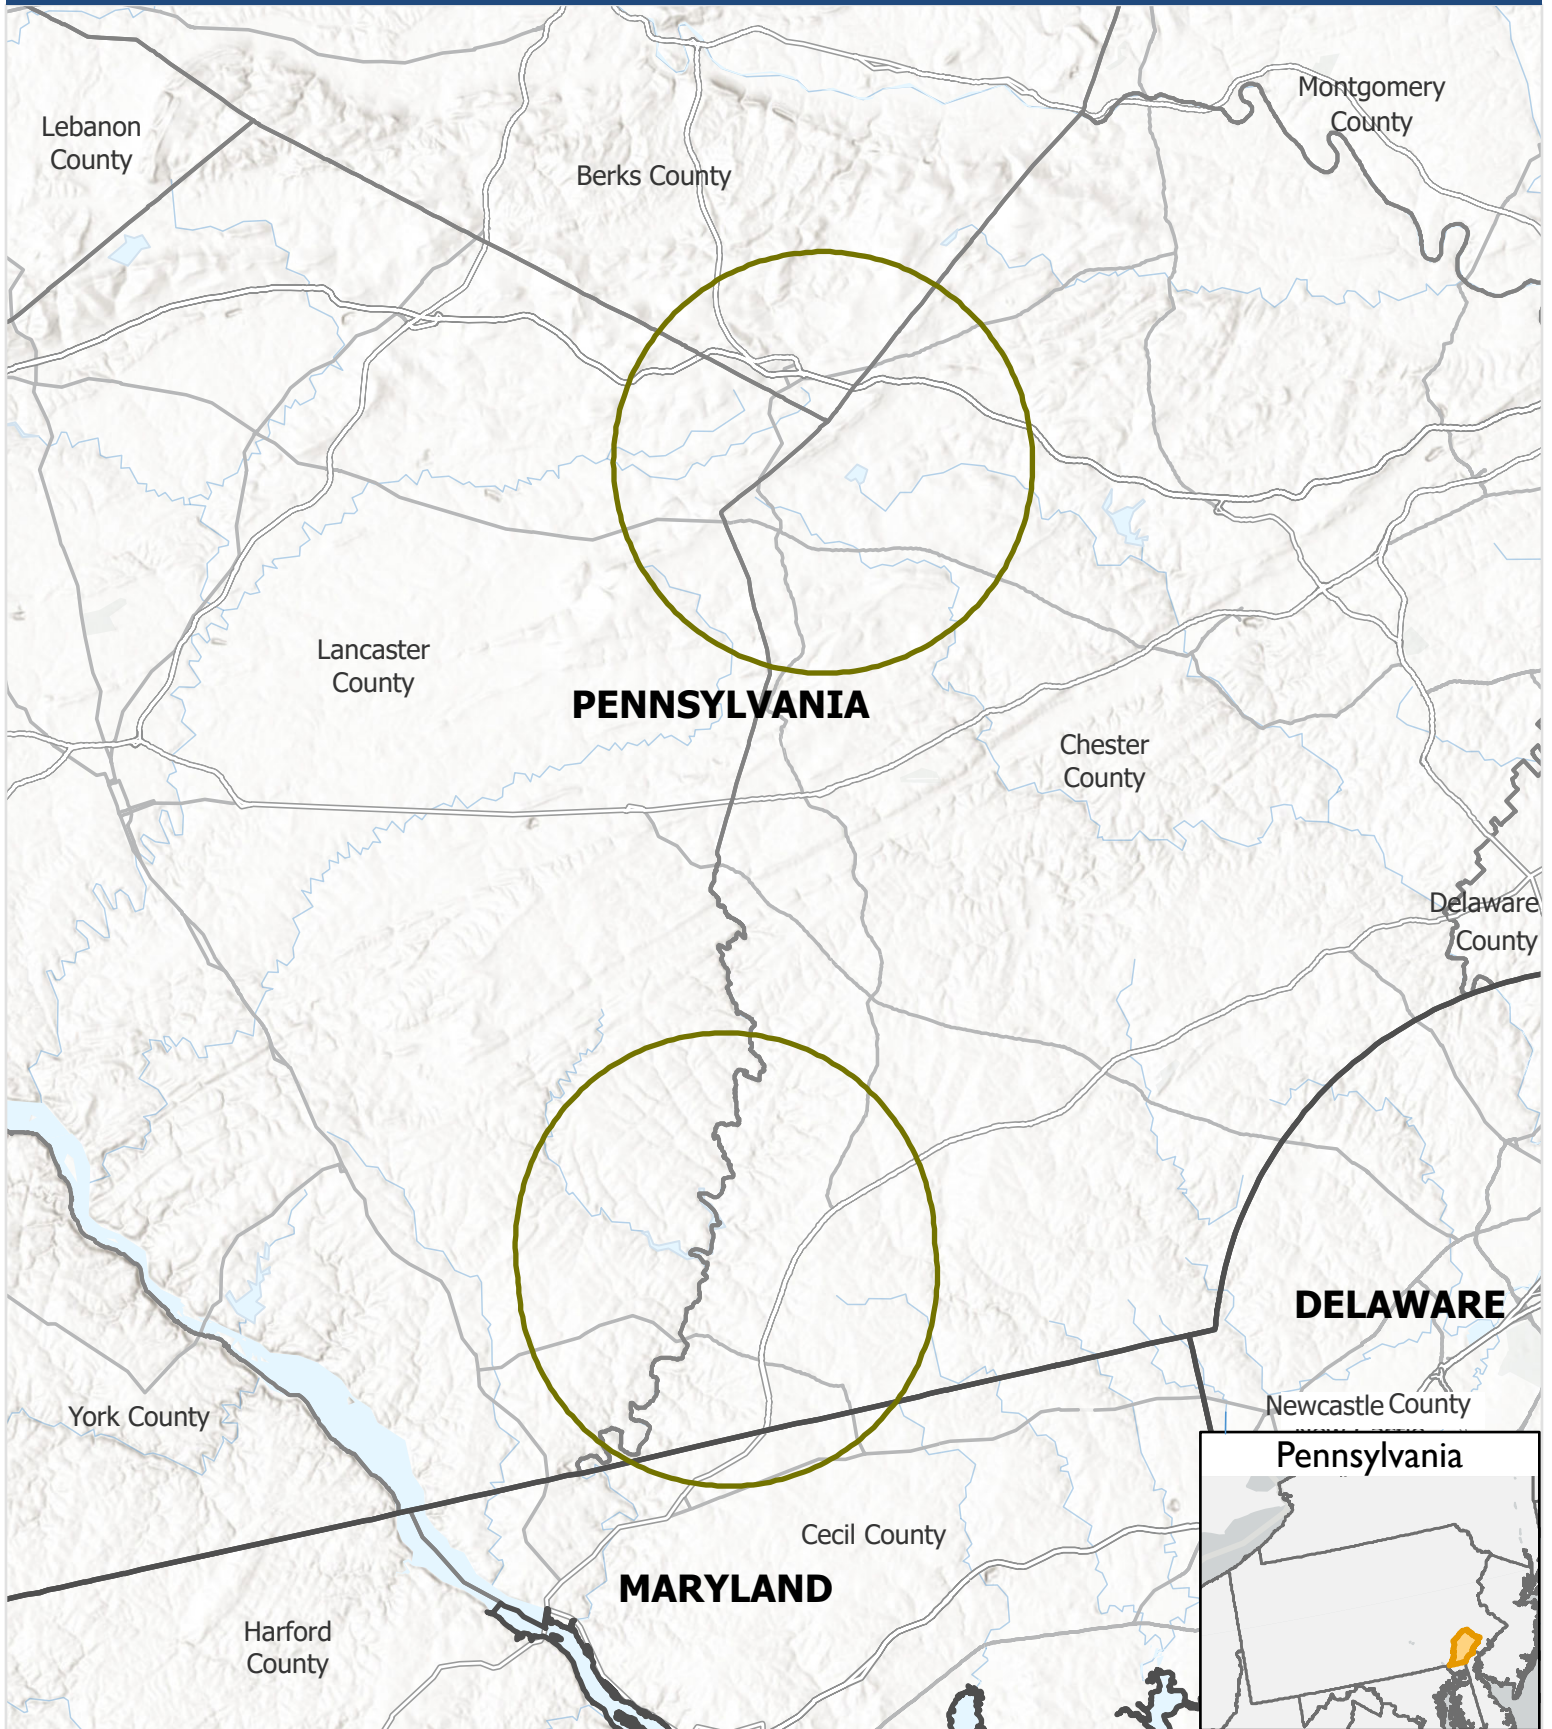 Montgomery
County
Lebanon
County
Berks County
Lancaster
County
PENNSYLVANIA
Chester
County
Delaware
County
DELAWARE
York County
Newcastle County
Pennsylvania
Cecil County
MARYLAND
Harford
County